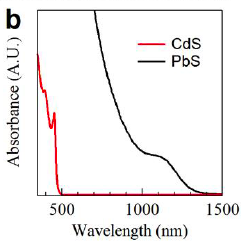 b
CdS
PbS
Absorbance (A.U.)
500 1000 1500
Wavelength (nm)